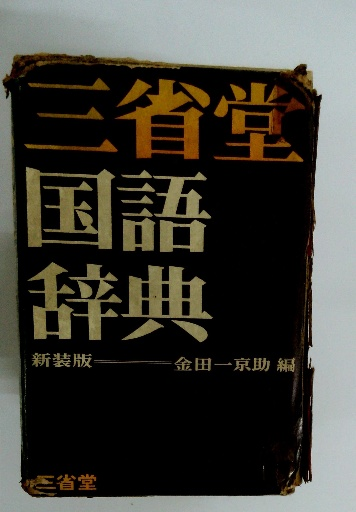 三省堂
国語
辞典
新装版——金田一京助 編
三省堂